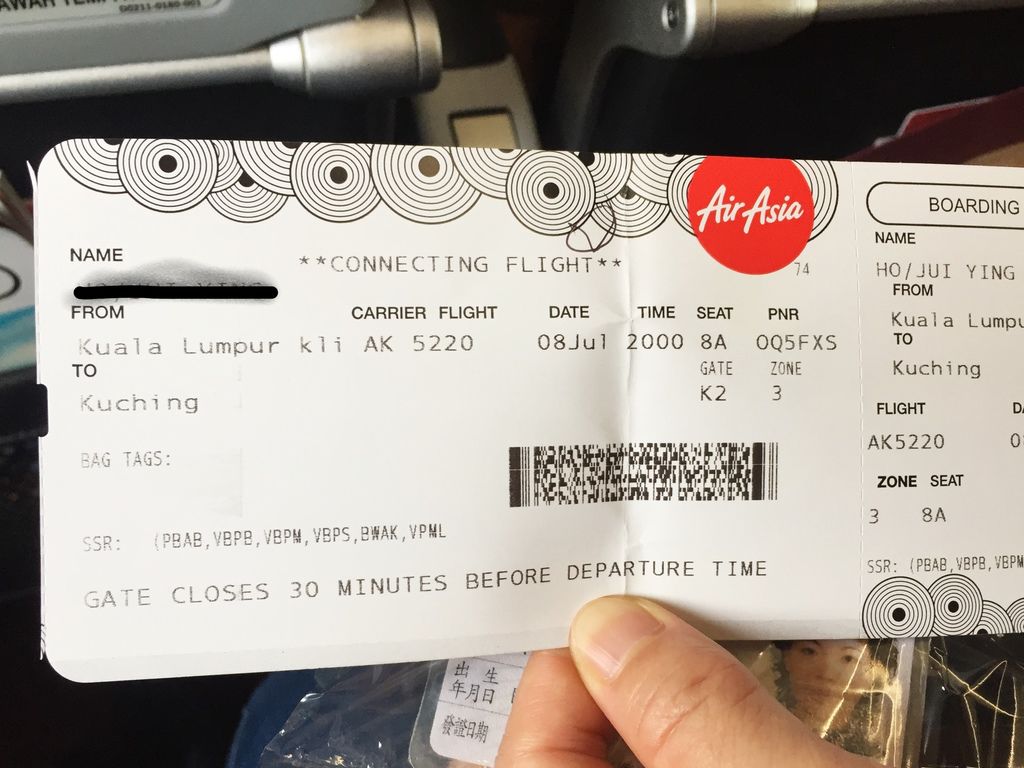 00211-0180-001
AirAsia
74
NAME
**CONNECTING FLIGHT**
FROM CARRIER FLIGHT DATE TIME SEAT PNR
Kuala Lumpur kli AK 5220 08Jul 2000 8A OQ5FXS
TO GATE ZONE
Kuching K2 3
BAG TAGS:
SSR: (PBAB,VBPB,VBPM,VBPS,BWAK,VPML
GATE CLOSES 30 MINUTES BEFORE DEPARTURE TIME
BOARDING
NAME
HO/JUI YING
FROM
Kuala Lumpu
TO
Kuching
FLIGHT
AK5220
ZONE SEAT
3 8A
SSR: (PBAB,VBPB,VBPM
出生
年月日
發證日期